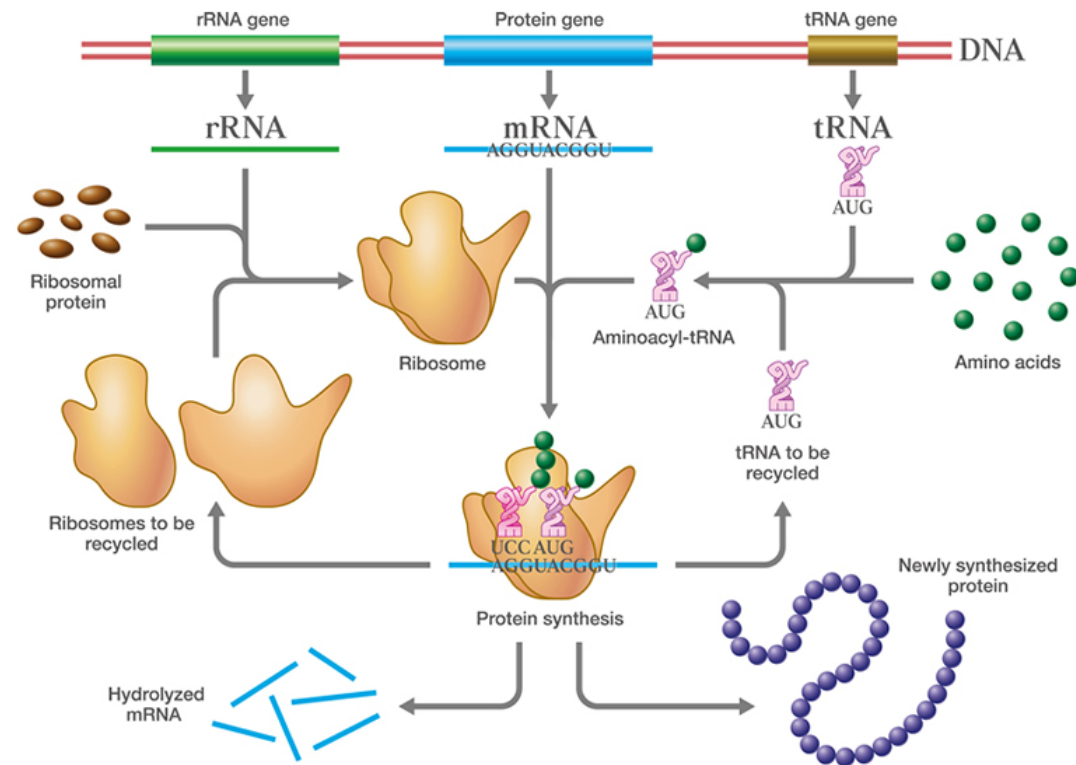 rRNA gene
Protein gene
tRNA gene
DNA
rRNA
mRNA
tRNA
AGGUACGGU
AUG
Ribosomal
protein
AUG
Aminoacyl-tRNA
Ribosome
Amino acids
AUG
tRNA to be
recycled
Ribosomes to be
recycled
UCC AUG
AGGUACGGU
Protein synthesis
Newly synthesized
protein
Hydrolyzed
mRNA